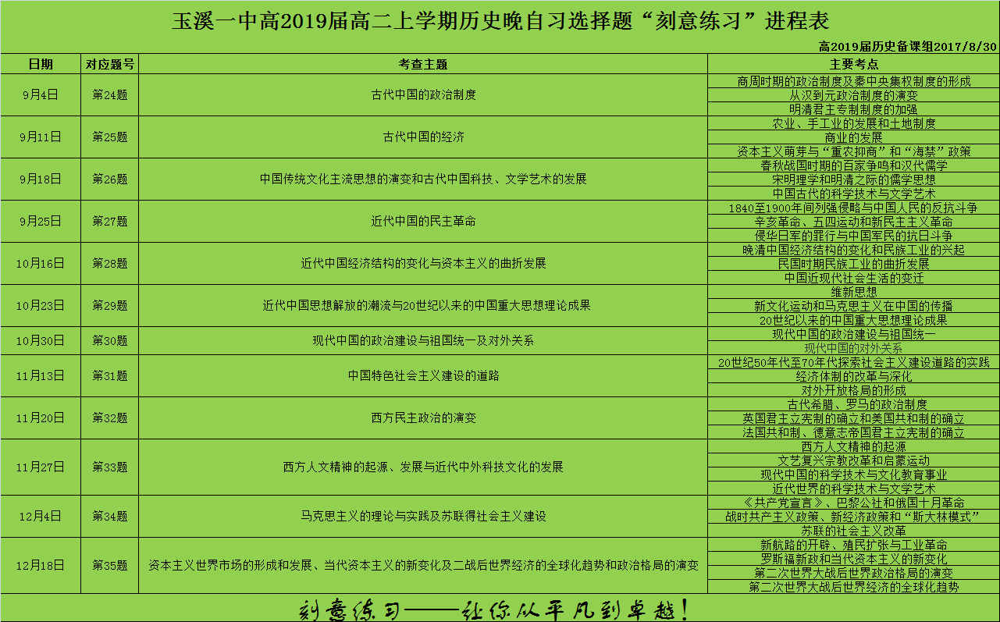 玉溪一中高2019届高二上学期历史晚自习选择题“刻意练习”进程表
高2019届历史备课组2017/8/30
日期 对应题号 考查主题 主要考点
9月4日 第24题 古代中国的政治制度 商周时期的政治制度及秦中央集权制度的形成
从汉到元政治制度的演变
明清君主专制制度的加强
9月11日 第25题 古代中国的经济 农业、手工业的发展和土地制度
商业的发展
资本主义萌芽与“重农抑商”和“海禁”政策
9月18日 第26题 中国传统文化主流思想的演变和古代中国科技、文学艺术的发展 春秋战国时期的百家争鸣和汉代儒学
宋明理学和明清之际的儒学思想
中国古代的科学技术与文学艺术
9月25日 第27题 近代中国的民主革命 1840至1900年间列强侵略与中国人民的反抗斗争
辛亥革命、五四运动和新民主主义革命
侵华日军的罪行与中国军民的抗日斗争
10月16日 第28题 近代中国经济结构的变化与资本主义的曲折发展 晚清中国经济结构的变化和民族工业的兴起
民国时期民族工业的曲折发展
中国近现代社会生活的变迁
10月23日 第29题 近代中国思想解放的潮流与20世纪以来的中国重大思想理论成果 维新思想
新文化运动和马克思主义在中国的传播
20世纪以来的中国重大思想理论成果
10月30日 第30题 现代中国的政治建设与祖国统一及对外关系 现代中国的政治建设与祖国统一
现代中国的对外关系
11月13日 第31题 中国特色社会主义建设的道路 20世纪50年代至70年代探索社会主义建设道路的实践
经济体制的改革与深化
对外开放格局的形成
11月20日 第32题 西方民主政治的演变 古代希腊、罗马的政治制度
英国君主立宪制的确立和美国共和制的确立
法国共和制、德意志帝国君主立宪制的确立
11月27日 第33题 西方人文精神的起源、发展与近代中外科技文化的发展 西方人文精神的起源
文艺复兴宗教改革和启蒙运动
现代中国的科学技术与文化教育事业
近代世界的科学技术与文学艺术
12月4日 第34题 马克思主义的理论与实践及苏联得社会主义建设 《共产党宣言》、巴黎公社和俄国十月革命
战时共产主义政策、新经济政策和“斯大林模式”
苏联的社会主义改革
12月18日 第35题 资本主义世界市场的形成和发展、当代资本主义的新变化及二战后世界经济的全球化趋势和政治格局的演变 新航路的开辟、殖民扩张与工业革命
罗斯福新政和当代资本主义的新变化
第二次世界大战后世界政治格局的演变
第二次世界大战后世界经济的全球化趋势
刻意练习——让你从平凡到卓越！